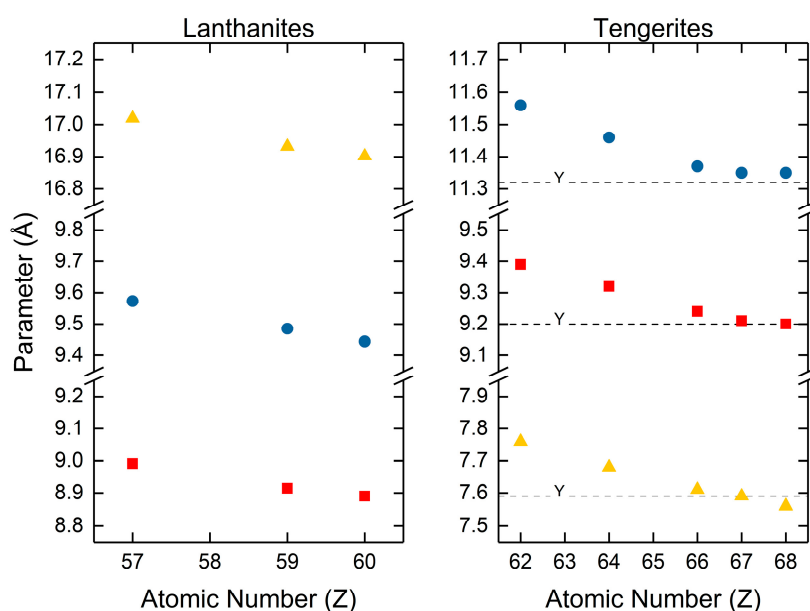 Lanthanites
Tengerites
Parameter (Å)
17.2
17.1
17.0
16.9
16.8
9.8
9.7
9.6
9.5
9.4
9.2
9.1
9.0
8.9
8.8
57 58 59 60
Atomic Number (Z)
11.7
11.6
11.5
11.4
11.3
Y
9.5
9.4
9.3
9.2
Y
9.1
7.8
7.7
7.6
Y
7.5
62 63 64 65 66 67 68
Atomic Number (Z)